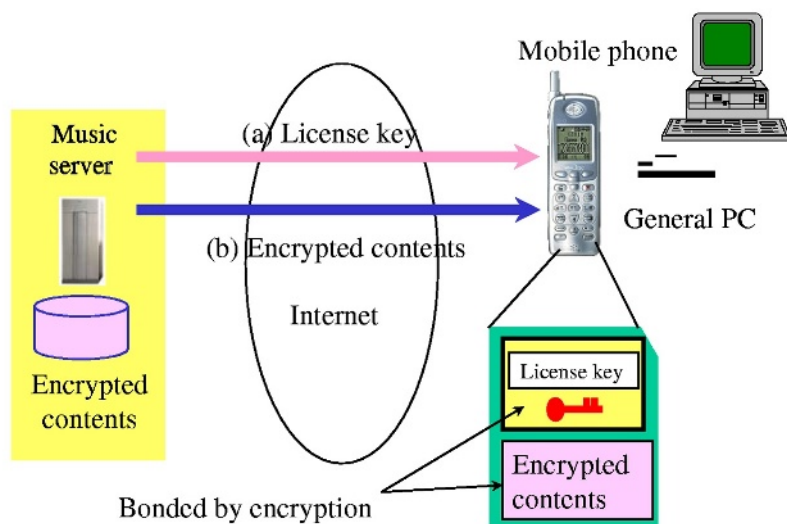 Mobile phone
Music
server
(a) License key
(b) Encrypted contents
General PC
Internet
Encrypted
contents
License key
Encrypted
contents
Bonded by encryption